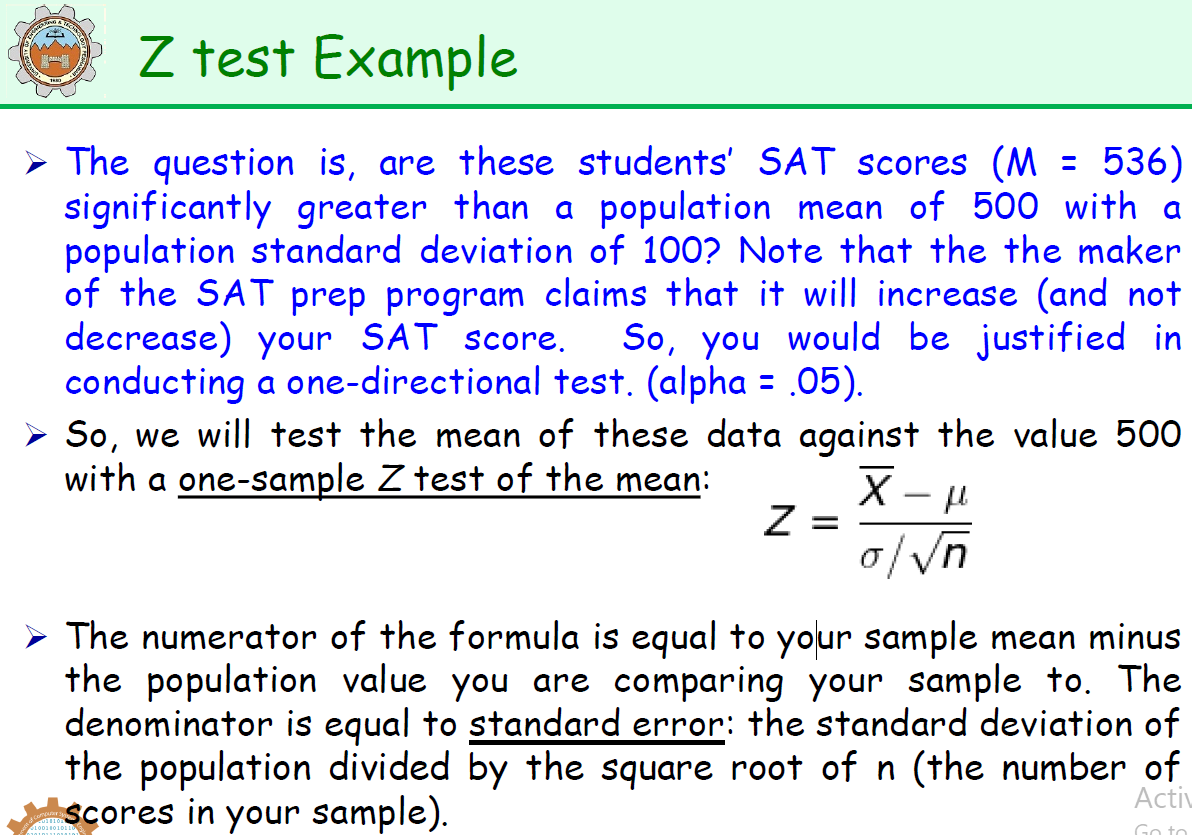 Z test Example
➢ The question is, are these students’ SAT scores (M = 536)
significantly greater than a population mean of 500 with a
population standard deviation of 100? Note that the the maker
of the SAT prep program claims that it will increase (and not
decrease) your SAT score. So, you would be justified in
conducting a one-directional test. (alpha = .05).
➢ So, we will test the mean of these data against the value 500
with a one-sample Z test of the mean:
Z = (X̅ − μ) / (σ/√n)
➢ The numerator of the formula is equal to your sample mean minus
the population value you are comparing your sample to. The
denominator is equal to standard error: the standard deviation of
the population divided by the square root of n (the number of
scores in your sample).
Activ
Go to